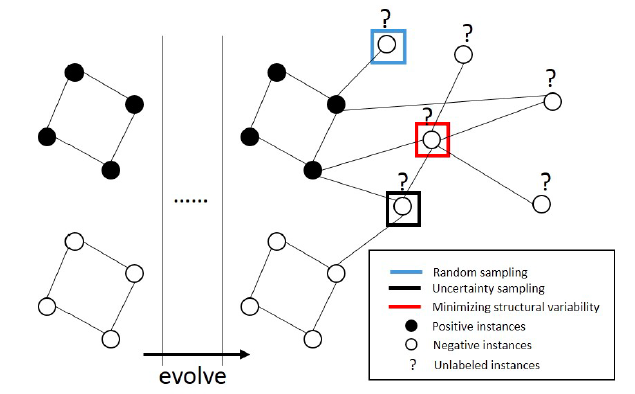 ?
?
?
?
?
?
......
evolve
Random sampling
Uncertainty sampling
Minimizing structural variability
Positive instances
Negative instances
? Unlabeled instances